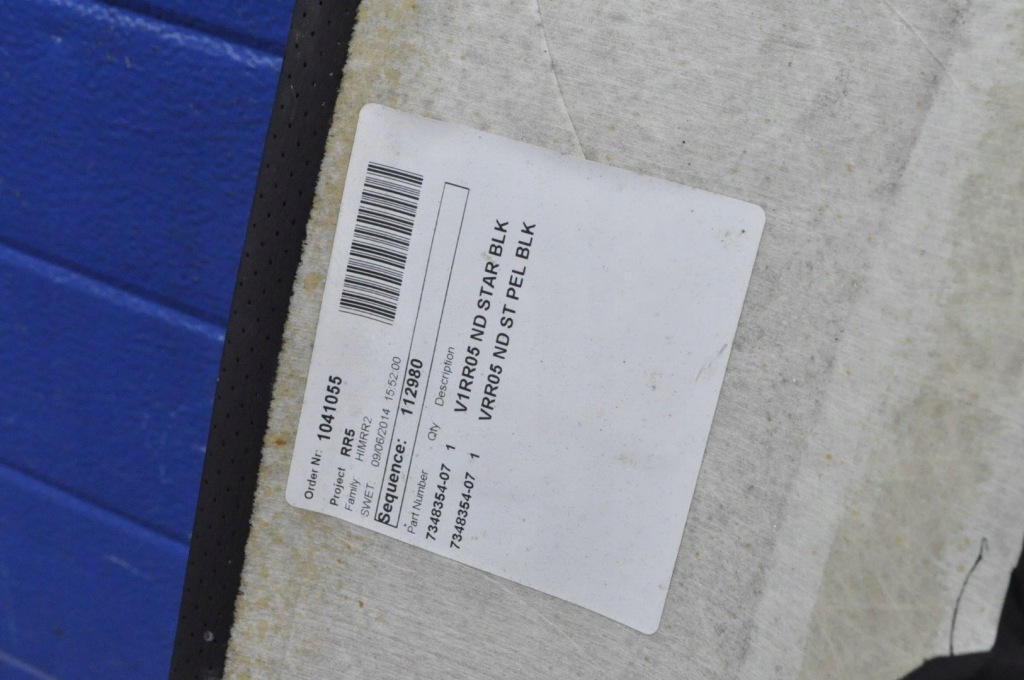 Order Nr: 1041055
Project RR5
Family HIMRR2
SWET. 09/06/2014 15:52:00
Sequence: 112980
Part Number Qty Description
7348354-07 1 V1RR05 ND STAR BLK
7348354-07 1 VRR05 ND ST PEL BLK